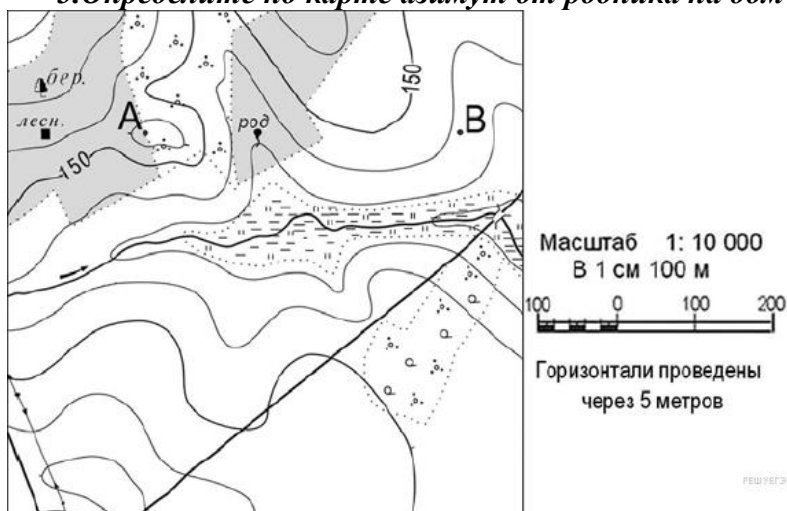 3.Определите по карте азимут от родника на дом
бер.
лесн.
А
150
род
150
В
Масштаб 1: 10 000
В 1 см 100 м
100 0 100 200
Горизонтали проведены
через 5 метров
РЕШУЕГЭ